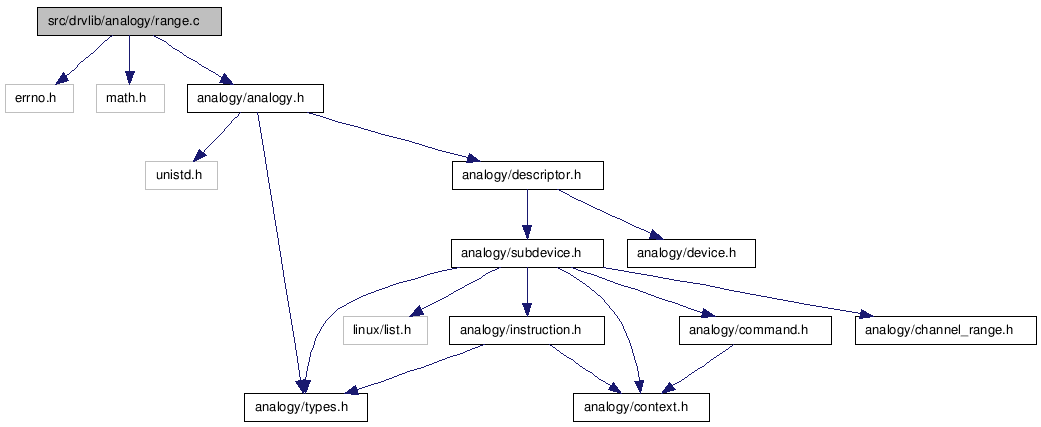 src/drvlib/analogy/range.c
errno.h
math.h
analogy/analogy.h
unistd.h
analogy/descriptor.h
analogy/subdevice.h
analogy/device.h
linux/list.h
analogy/instruction.h
analogy/command.h
analogy/channel_range.h
analogy/types.h
analogy/context.h